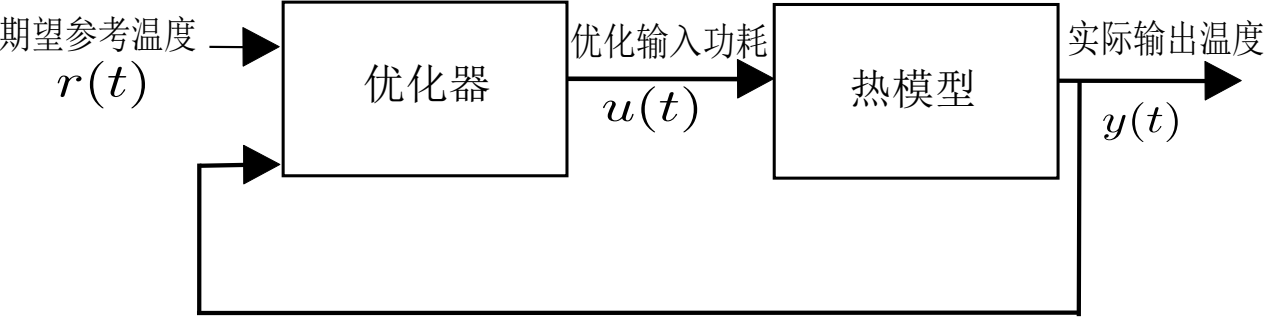 期望参考温度
r(t)
优化器
优化输入功耗
u(t)
热模型
实际输出温度
y(t)